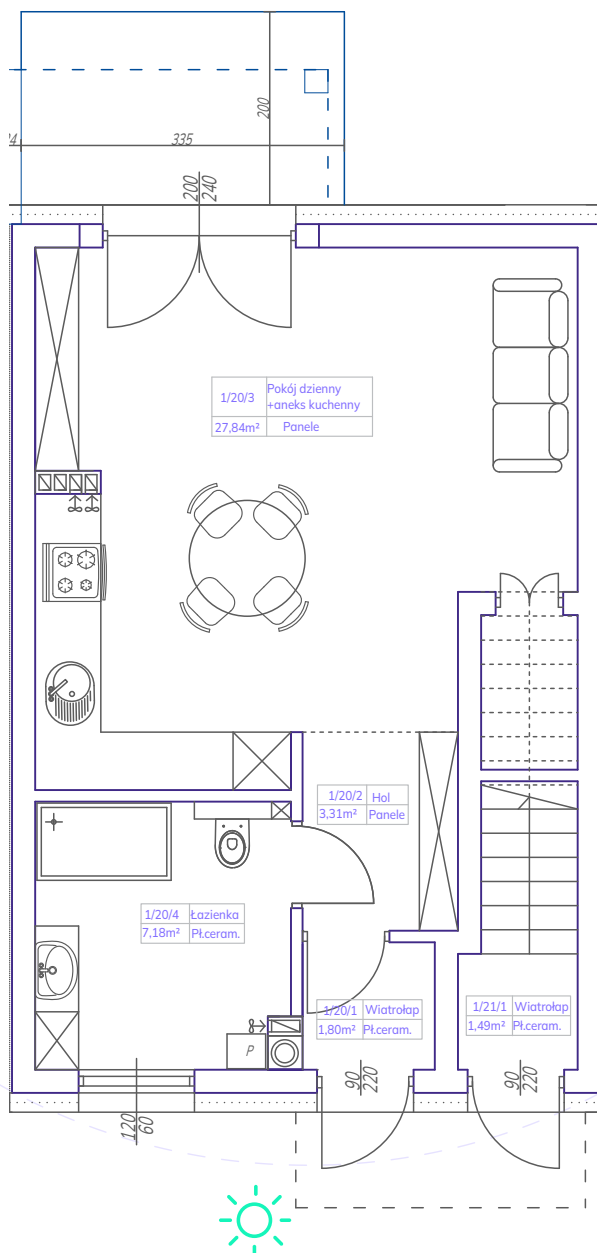 200
335
200
240
1/20/3
Pokój dzienny
+aneks kuchenny
27,84m²
Panele
1/20/2
Hol
3,31m²
Panele
1/20/4
Łazienka
7,18m²
Pł.ceram.
1/20/1
Wiatrołap
1,80m²
Pł.ceram.
1/21/1
Wiatrołap
1,49m²
Pł.ceram.
P
90
220
90
220
120
60